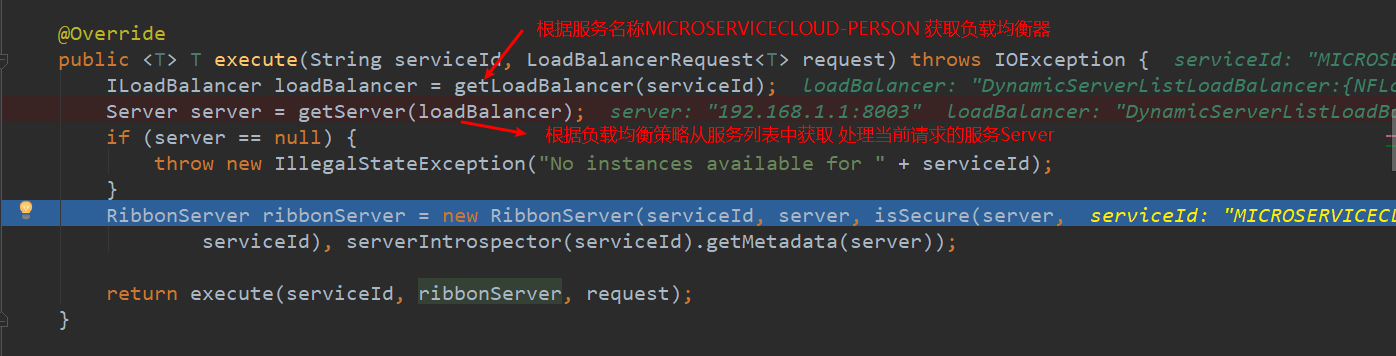 根据服务名称MICROSERVICECLOUD-PERSON 获取负载均衡器
@Override
public <T> T execute(String serviceId, LoadBalancerRequest<T> request) throws IOException {  serviceId: "MICROSE
ILoadBalancer loadBalancer = getLoadBalancer(serviceId);  loadBalancer: "DynamicServerListLoadBalancer:{NFLo
Server server = getServer(loadBalancer);  server: "192.168.1.1:8003"  loadBalancer: "DynamicServerListLoadBa
根据负载均衡策略从服务列表中获取 处理当前请求的服务Server
if (server == null) {
throw new IllegalStateException("No instances available for " + serviceId);
}
RibbonServer ribbonServer = new RibbonServer(serviceId, server, isSecure(server,  serviceId: "MICROSERVICECL
serviceId), serverIntrospector(serviceId).getMetadata(server));
return execute(serviceId, ribbonServer, request);
}